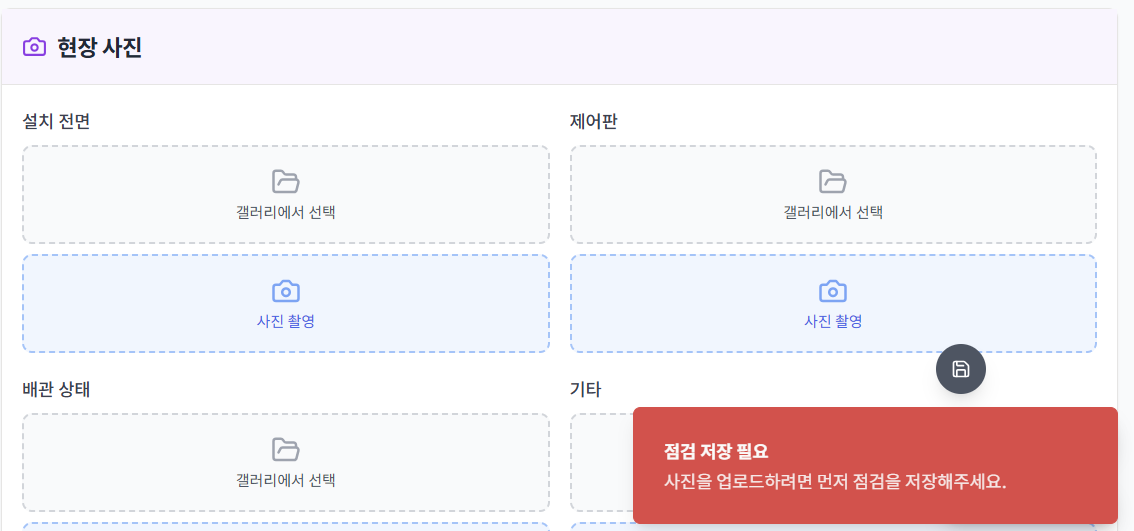 현장 사진
설치 전면
제어판
갤러리에서 선택
갤러리에서 선택
사진 촬영
사진 촬영
배관 상태
기타
갤러리에서 선택
점검 저장 필요
사진을 업로드하려면 먼저 점검을 저장해주세요.